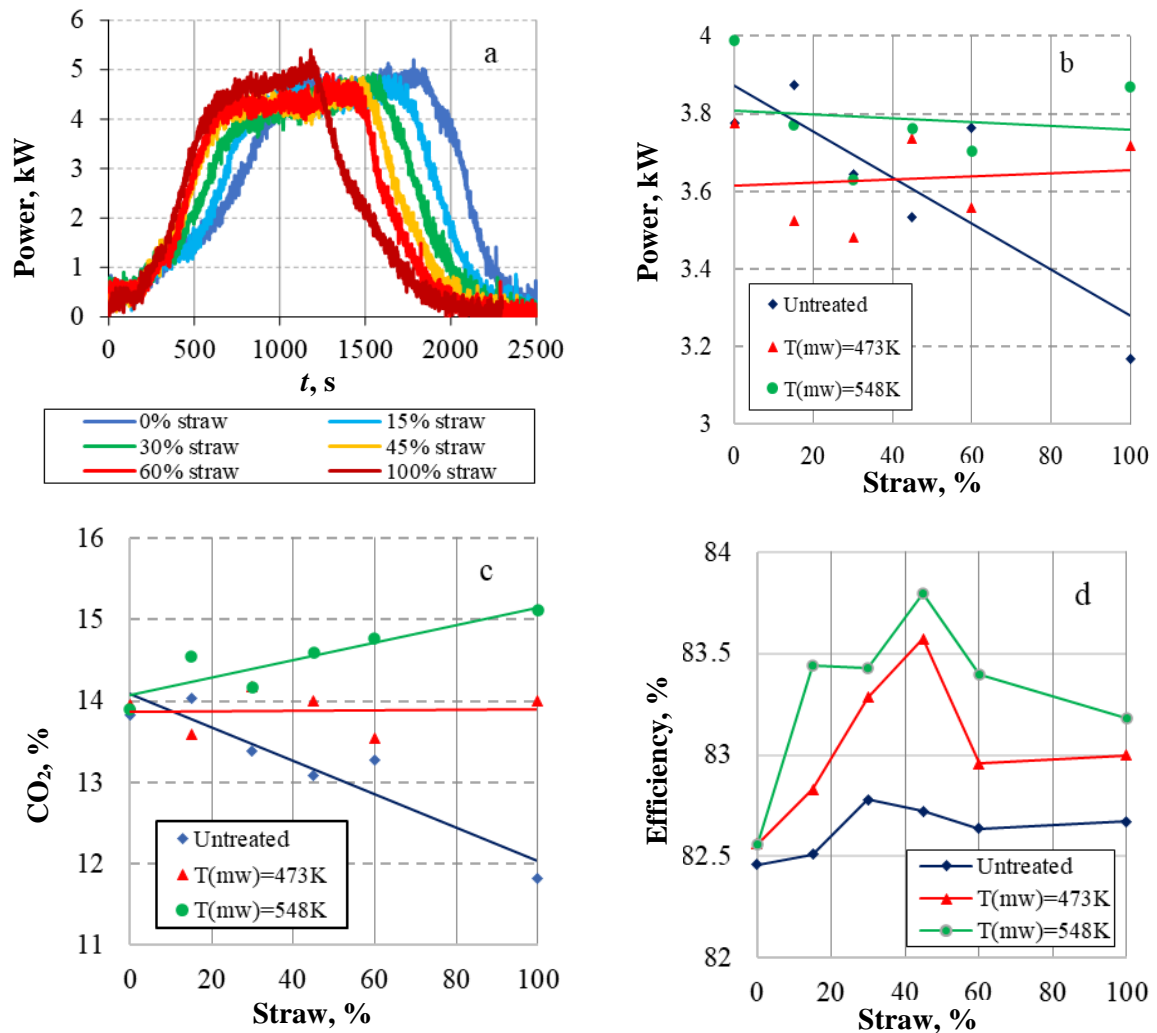 a
Power, kW
6
5
4
3
2
1
0
0 500 1000 1500 2000 2500
t, s
0% straw 15% straw
30% straw 45% straw
60% straw 100% straw
b
Power, kW
4
3.8
3.6
3.4
3.2
3
Untreated
T(mw)=473K
T(mw)=548K
0 20 40 60 80 100
Straw, %
c
CO₂, %
16
15
14
13
12
11
Untreated
T(mw)=473K
T(mw)=548K
0 20 40 60 80 100
Straw, %
d
Efficiency, %
84
83.5
83
82.5
82
Untreated
T(mw)=473K
T(mw)=548K
0 20 40 60 80 100
Straw, %